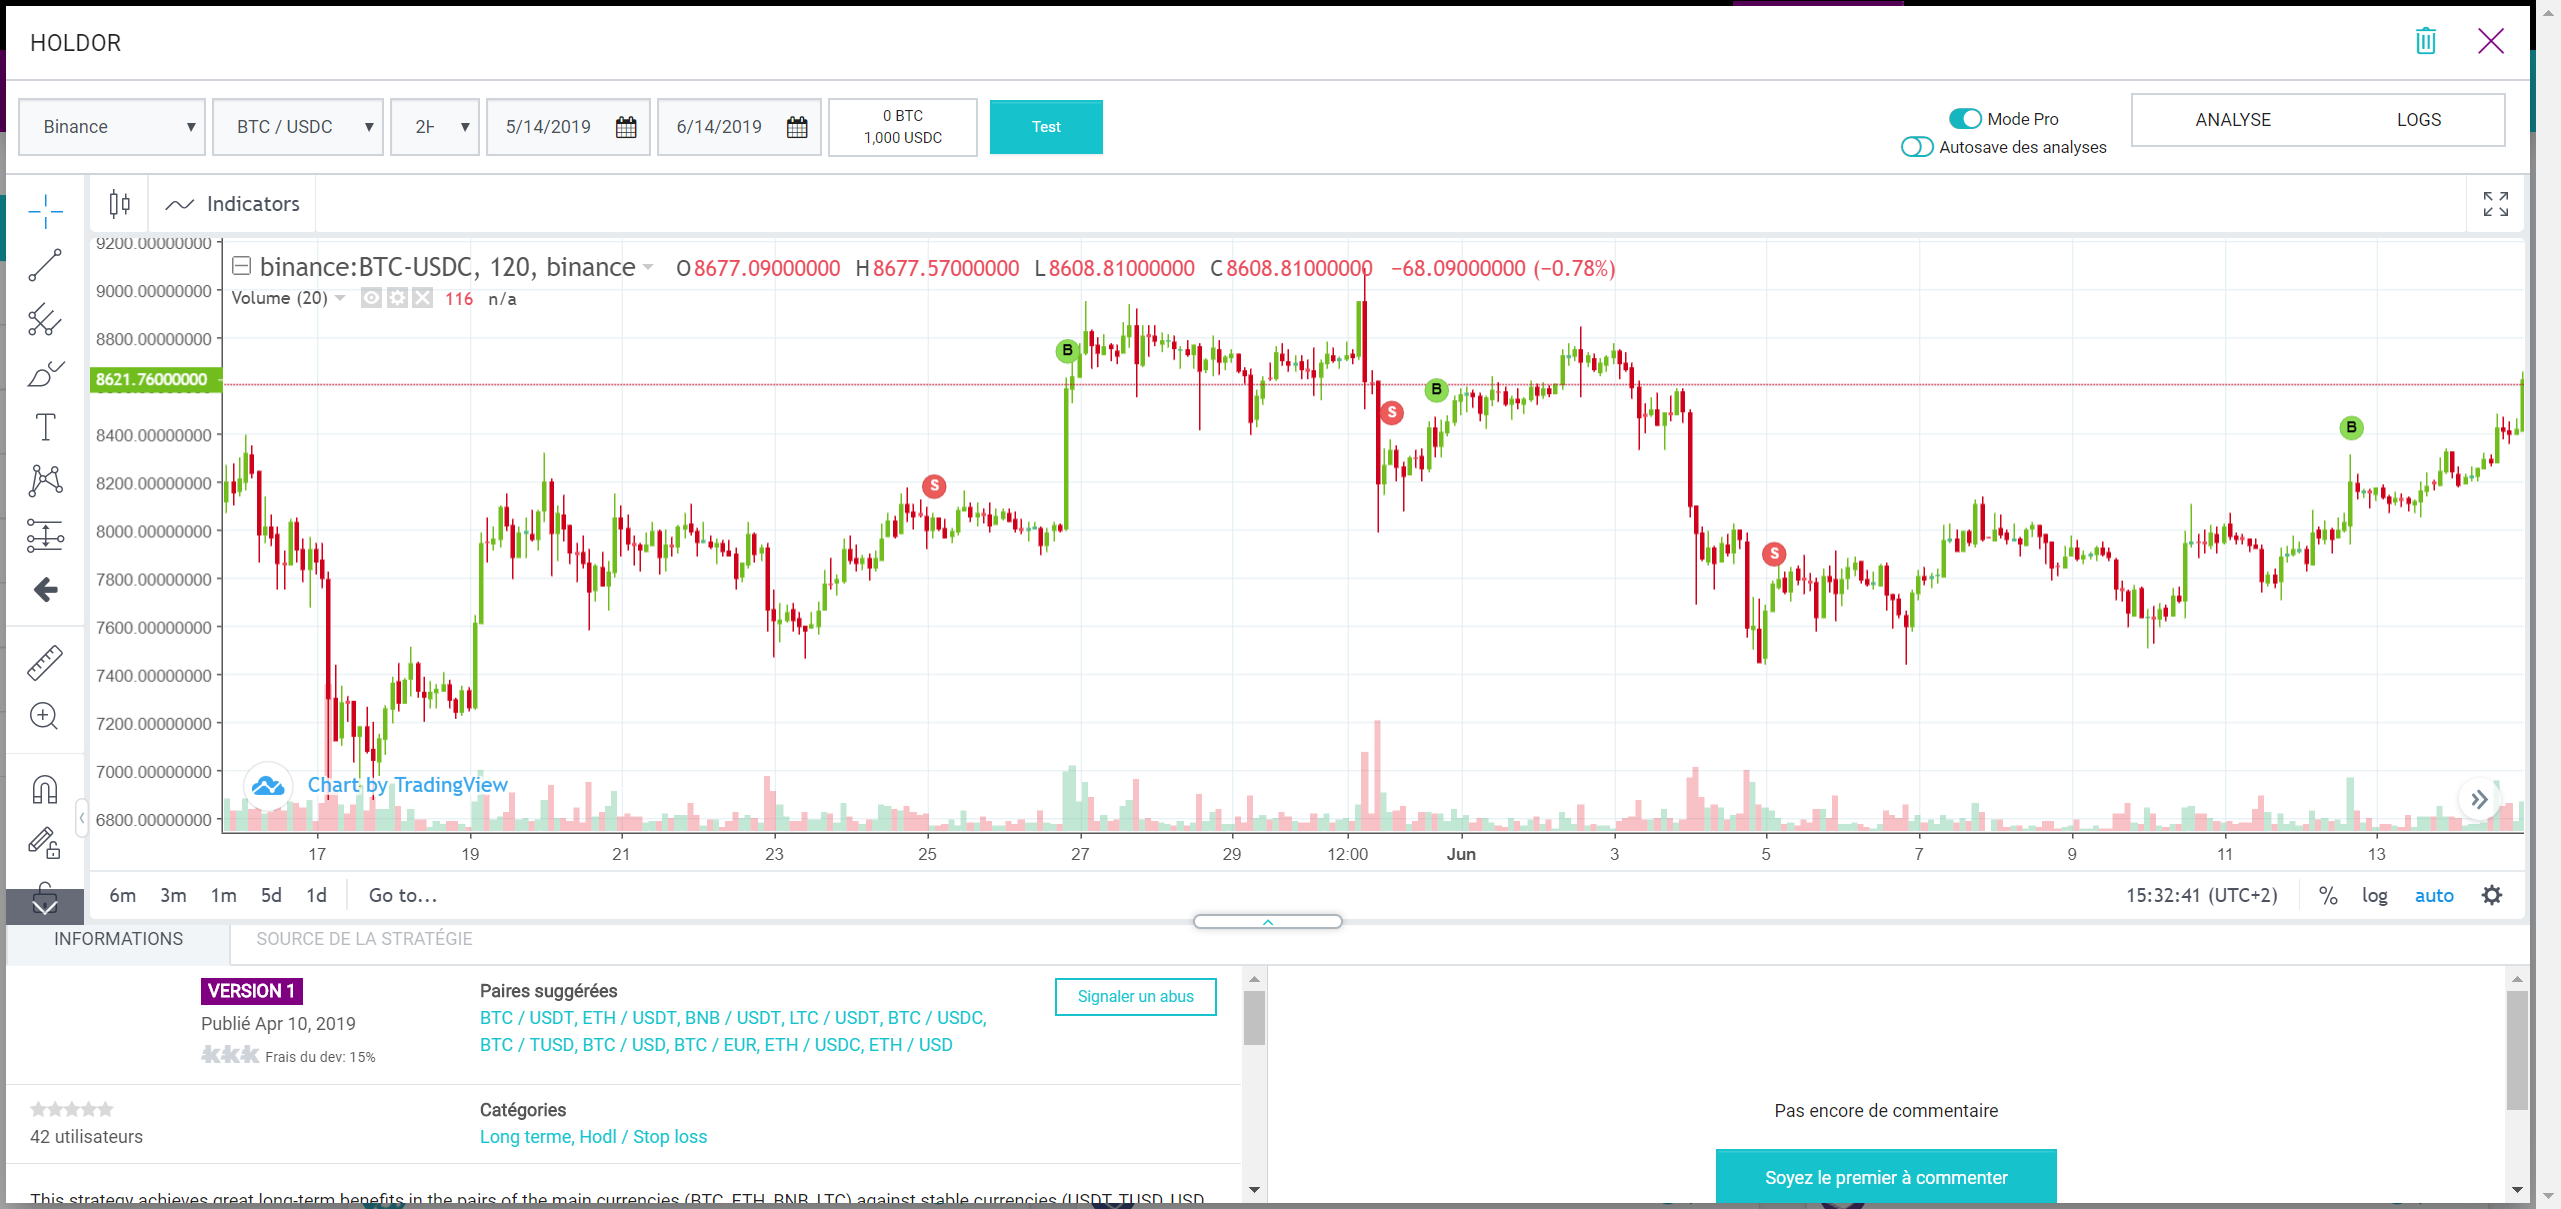 HOLDOR
Binance
BTC / USDC
2H
5/14/2019
6/14/2019
0 BTC
1,000 USDC
Test
Mode Pro
Autosave des analyses
ANALYSE
LOGS
Indicators
binance:BTC-USDC, 120, binance O 8677.09000000 H 8677.57000000 L 8608.81000000 C 8608.81000000 −68.09000000 (−0.78%)
Volume (20) 116 n/a
9200.00000000
9000.00000000
8800.00000000
8621.76000000
8400.00000000
8200.00000000
8000.00000000
7800.00000000
7600.00000000
7400.00000000
7200.00000000
7000.00000000
6800.00000000
S
B
S
B
S
B
Chart by TradingView
17 19 21 23 25 27 29 12:00 Jun 3 5 7 9 11 13
6m 3m 1m 5d 1d Go to...
15:32:41 (UTC+2) % log auto
INFORMATIONS
SOURCE DE LA STRATÉGIE
VERSION 1
Publié Apr 10, 2019
Frais du dev: 15%
Paires suggérées
BTC / USDT, ETH / USDT, BNB / USDT, LTC / USDT, BTC / USDC,
BTC / TUSD, BTC / USD, BTC / EUR, ETH / USDC, ETH / USD
Signaler un abus
42 utilisateurs
Catégories
Long terme, Hodl / Stop loss
This strategy achieves great long-term benefits in the pairs of the main currencies (BTC, ETH, BNB, LTC) against stable currencies (USDT, TUSD, USD,
Pas encore de commentaire
Soyez le premier à commenter